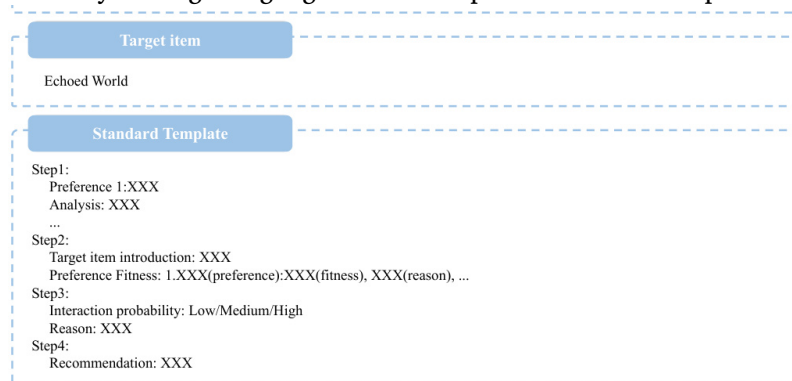 Target item
Echoed World
Standard Template
Step1:
Preference 1:XXX
Analysis: XXX
...
Step2:
Target item introduction: XXX
Preference Fitness: 1.XXX(preference):XXX(fitness), XXX(reason), ...
Step3:
Interaction probability: Low/Medium/High
Reason: XXX
Step4:
Recommendation: XXX